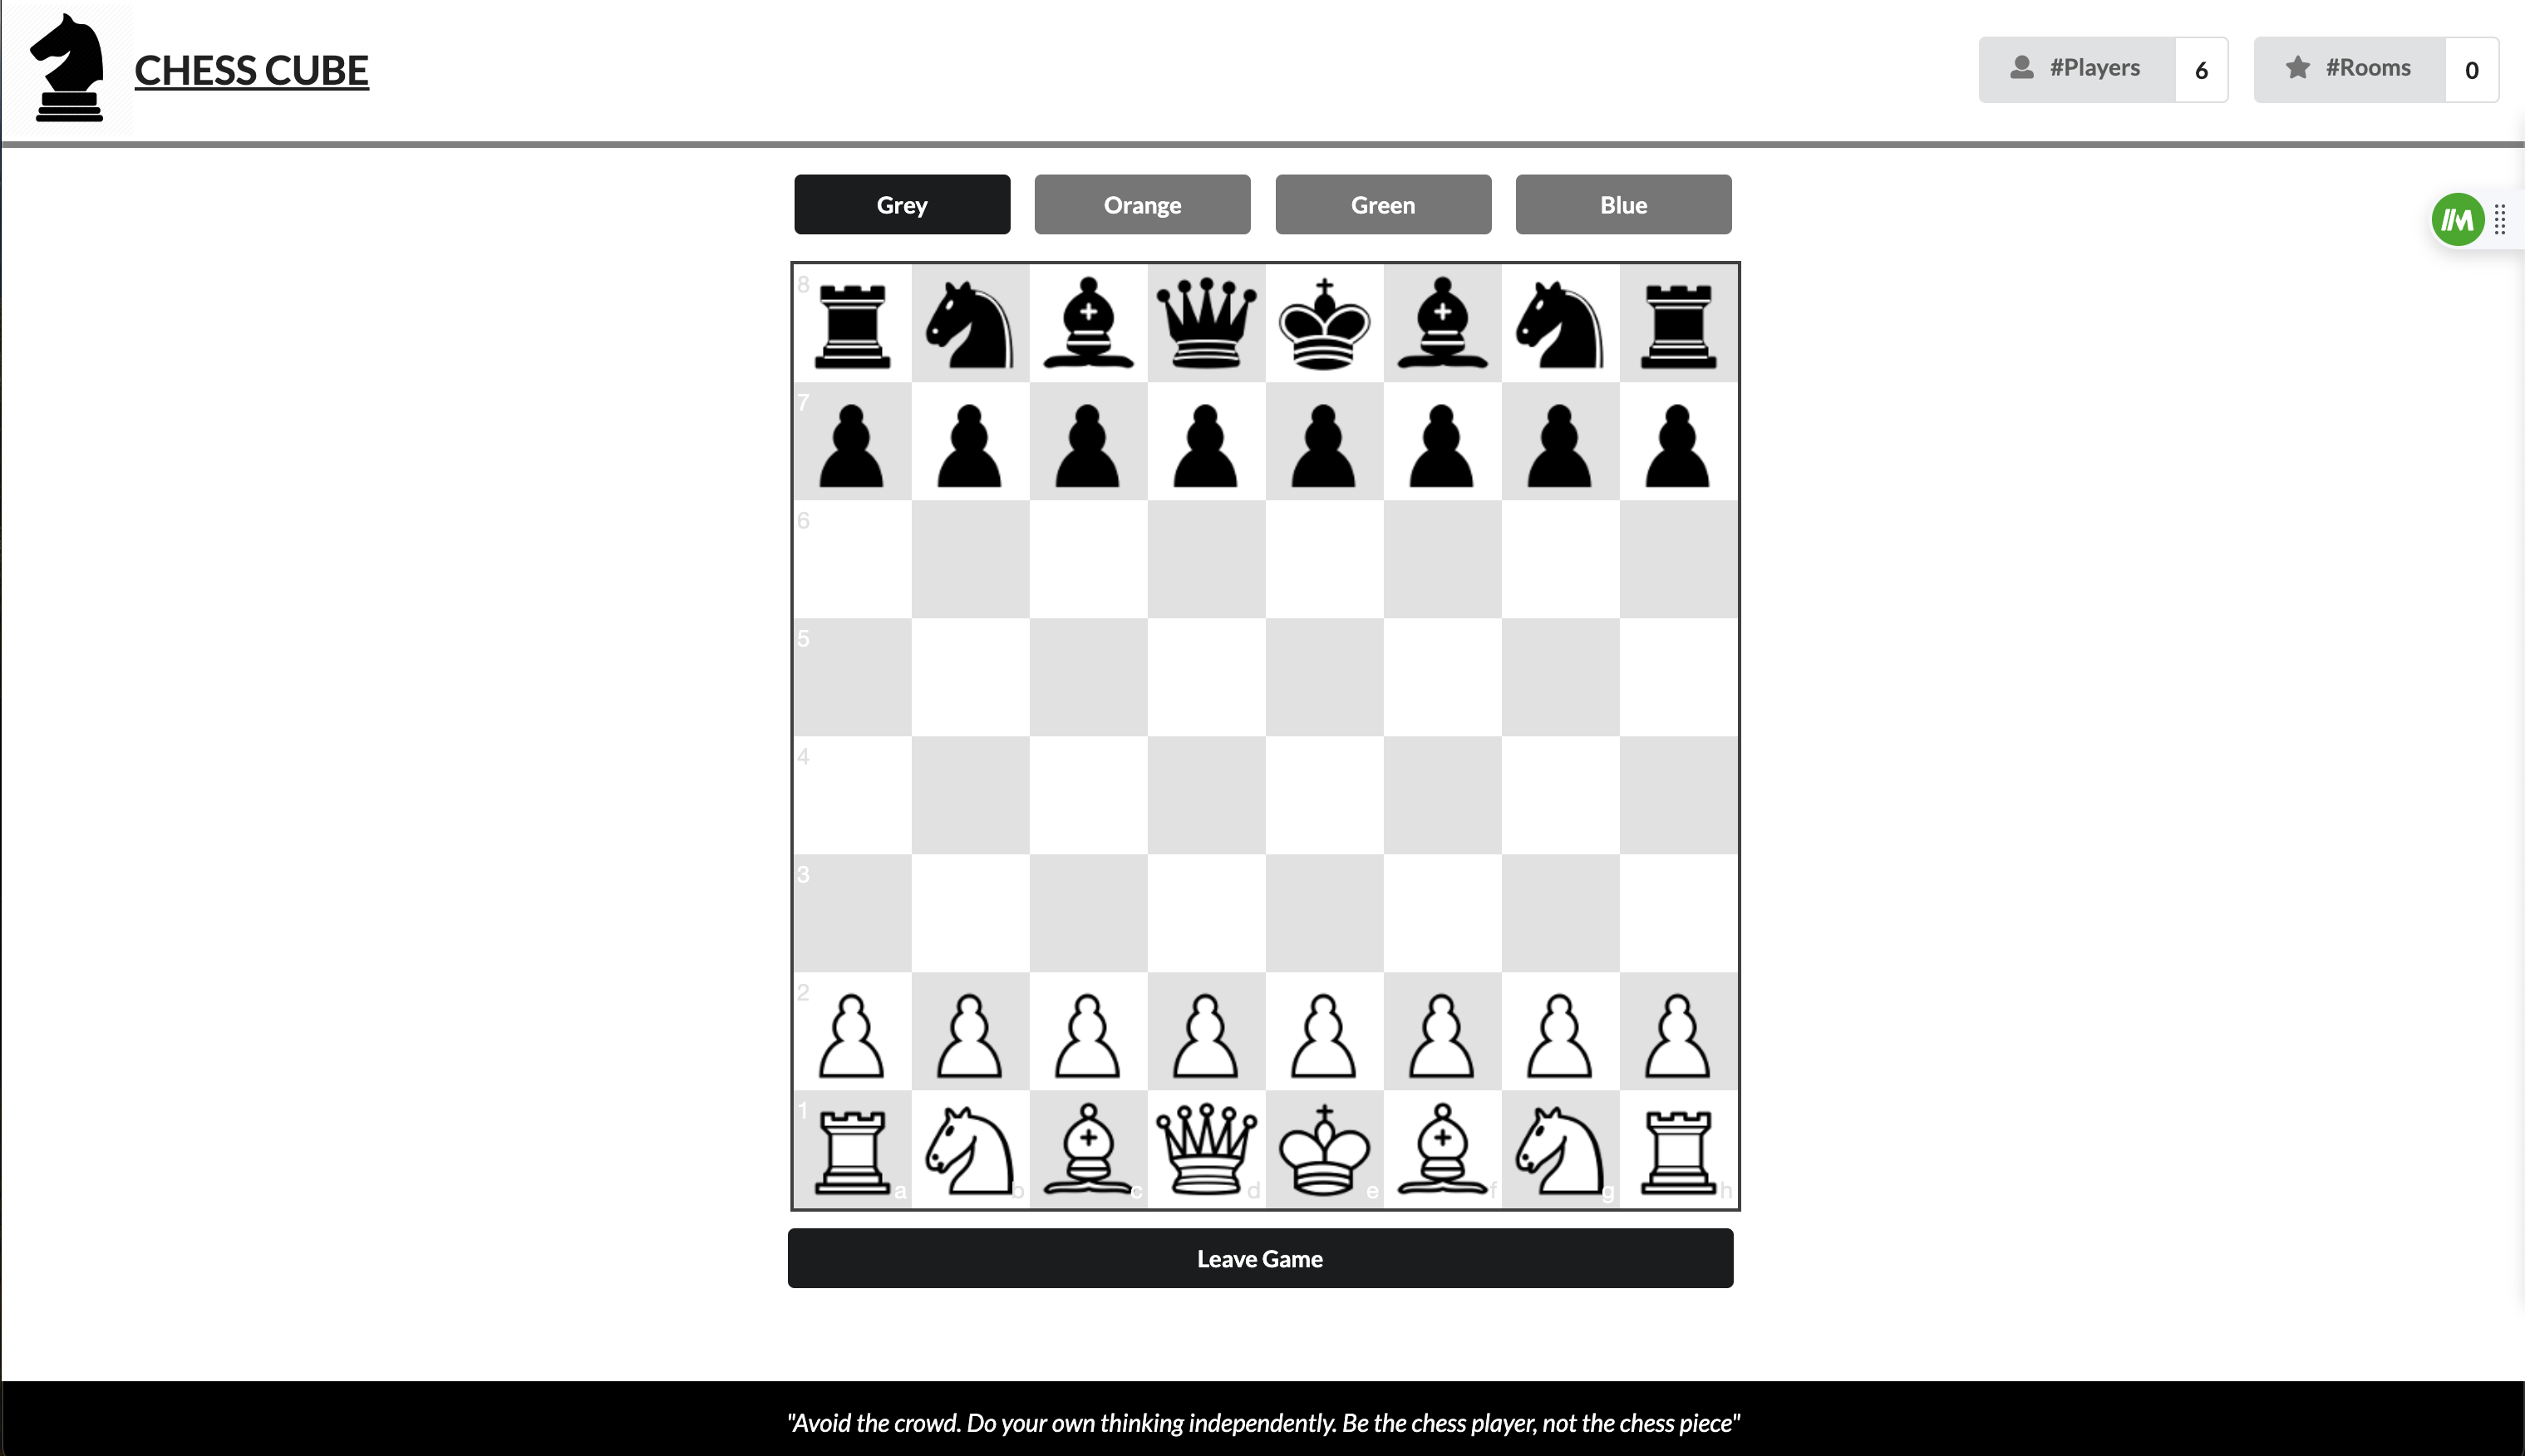 CHESS CUBE
#Players 6
#Rooms 0
Grey Orange Green Blue
8
7
6
5
4
3
2
1
a b c d e f g h
Leave Game
"Avoid the crowd. Do your own thinking independently. Be the chess player, not the chess piece"